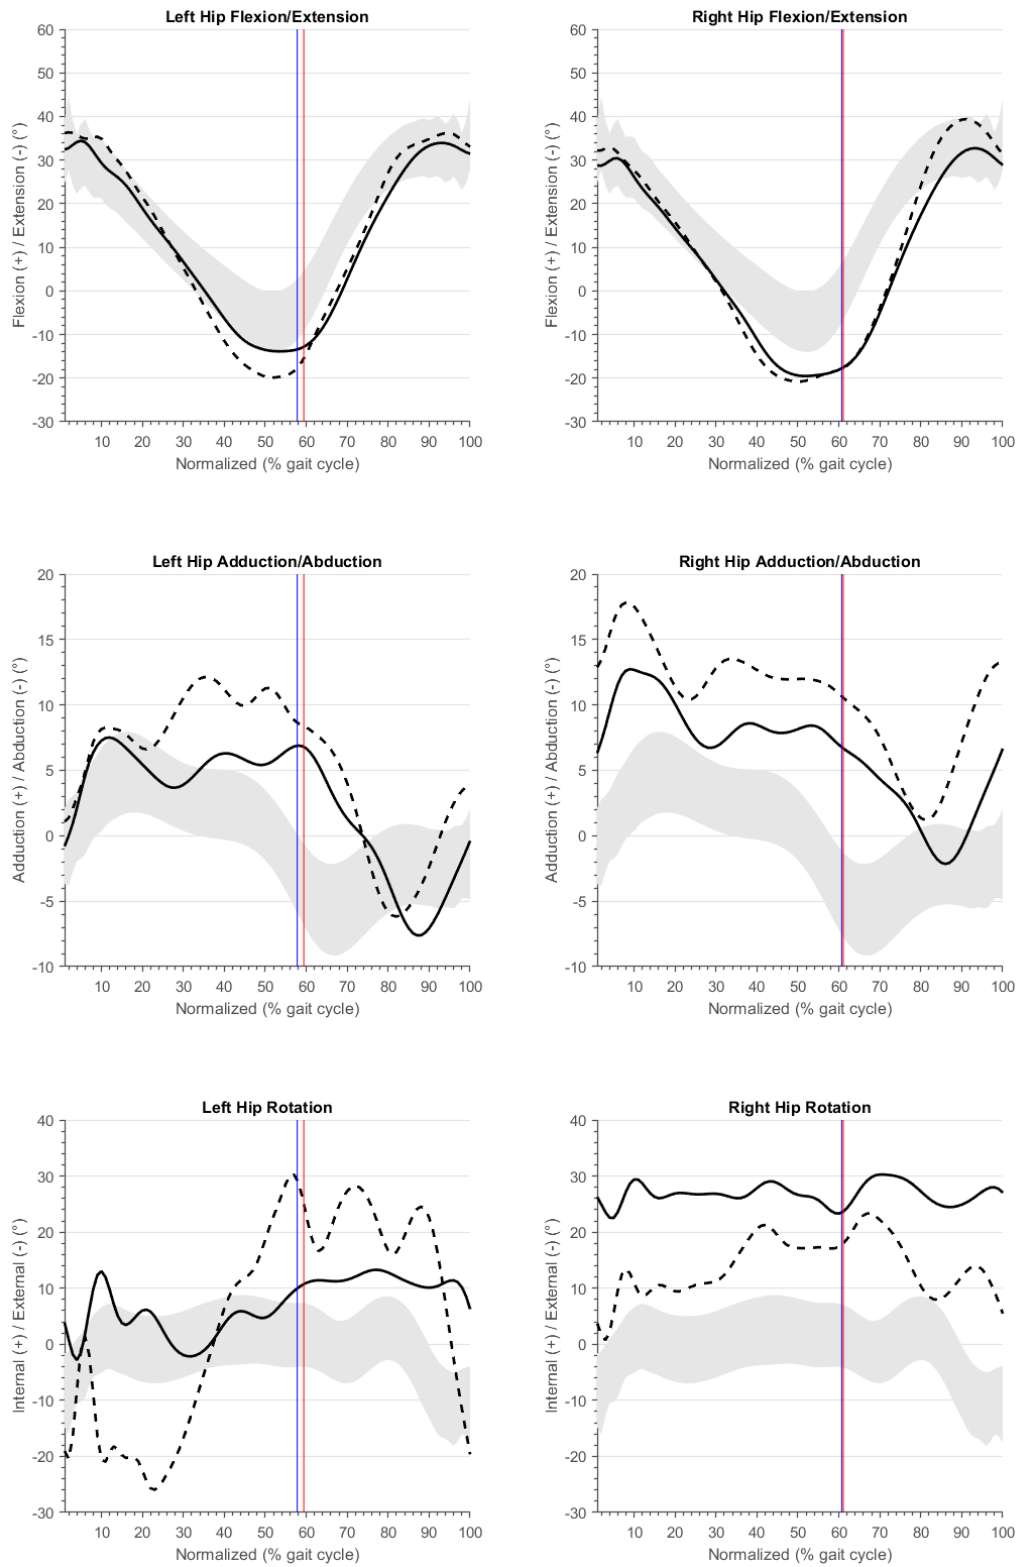 Left Hip Flexion/Extension
Right Hip Flexion/Extension
60
50
40
30
20
10
0
-10
-20
-30
Flexion (+) / Extension (-) (°)
10 20 30 40 50 60 70 80 90 100
Normalized (% gait cycle)
60
50
40
30
20
10
0
-10
-20
-30
Flexion (+) / Extension (-) (°)
10 20 30 40 50 60 70 80 90 100
Normalized (% gait cycle)
Left Hip Adduction/Abduction
Right Hip Adduction/Abduction
20
15
10
5
0
-5
-10
Adduction (+) / Abduction (-) (°)
10 20 30 40 50 60 70 80 90 100
Normalized (% gait cycle)
20
15
10
5
0
-5
-10
Adduction (+) / Abduction (-) (°)
10 20 30 40 50 60 70 80 90 100
Normalized (% gait cycle)
Left Hip Rotation
Right Hip Rotation
40
30
20
10
0
-10
-20
-30
Internal (+) / External (-) (°)
10 20 30 40 50 60 70 80 90 100
Normalized (% gait cycle)
40
30
20
10
0
-10
-20
-30
Internal (+) / External (-) (°)
10 20 30 40 50 60 70 80 90 100
Normalized (% gait cycle)